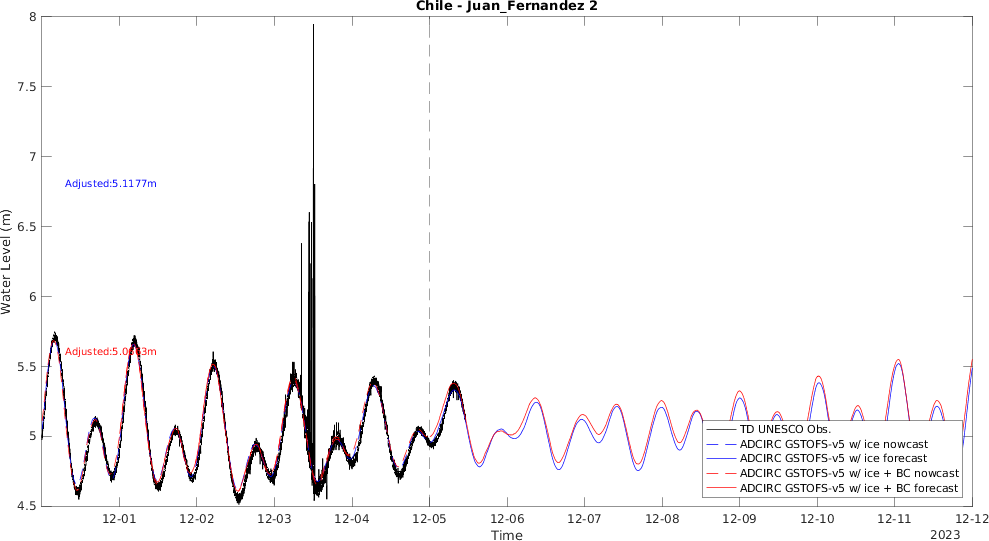 Chile - Juan_Fernandez 2
Water Level (m)
8
7.5
7
6.5
6
5.5
5
4.5
Adjusted:5.1177m
TD UNESCO Obs.
ADCIRC GSTOFS-v5 w/ ice nowcast
ADCIRC GSTOFS-v5 w/ ice forecast
ADCIRC GSTOFS-v5 w/ ice + BC nowcast
ADCIRC GSTOFS-v5 w/ ice + BC forecast
12-01 12-02 12-03 12-04 12-05 12-06 12-07 12-08 12-09 12-10 12-11 12-12
Time
2023